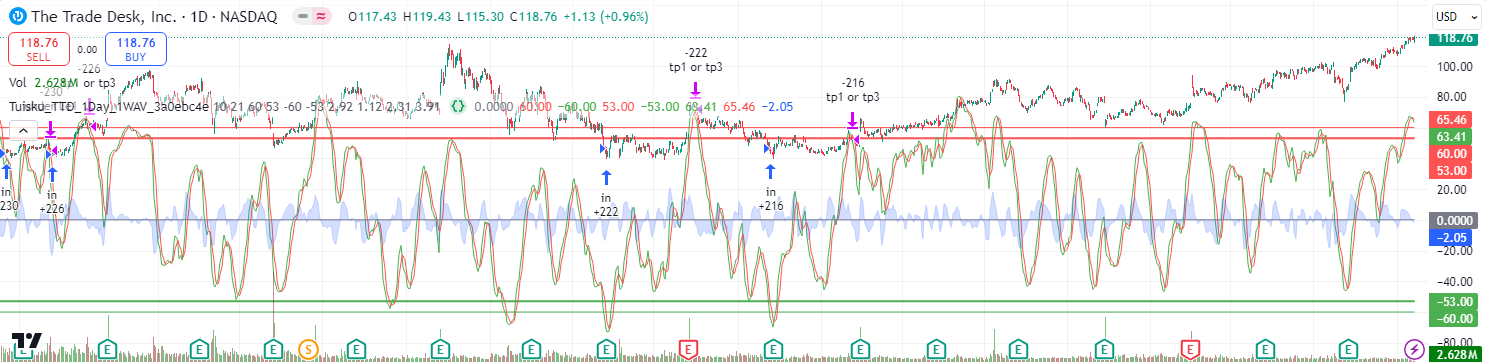 The Trade Desk, Inc. · 1D · NASDAQ O117.43 H119.43 L115.30 C118.76 +1.13 (+0.96%)
USD
118.76
SELL
0.00
118.76
BUY
118.76
-226
or tp3
Vol 2.628M
-230
Tuisku_TTD_1Day_1WAV_3a0ebc4e 10 21 60 53 -60 -53 2.92 1.12 2.31 3.91 0.0000 60.00 −60.00 53.00 −53.00 63.41 65.46 −2.05
-222
tp1 or tp3
-216
tp1 or tp3
in
230
in
+226
in
+222
in
+216
100.00
80.00
65.46
63.41
60.00
53.00
20.00
0.0000
−2.05
−20.00
−40.00
−53.00
−60.00
−80.00
2.628M
E E E S E E E E E E E E E E E E E